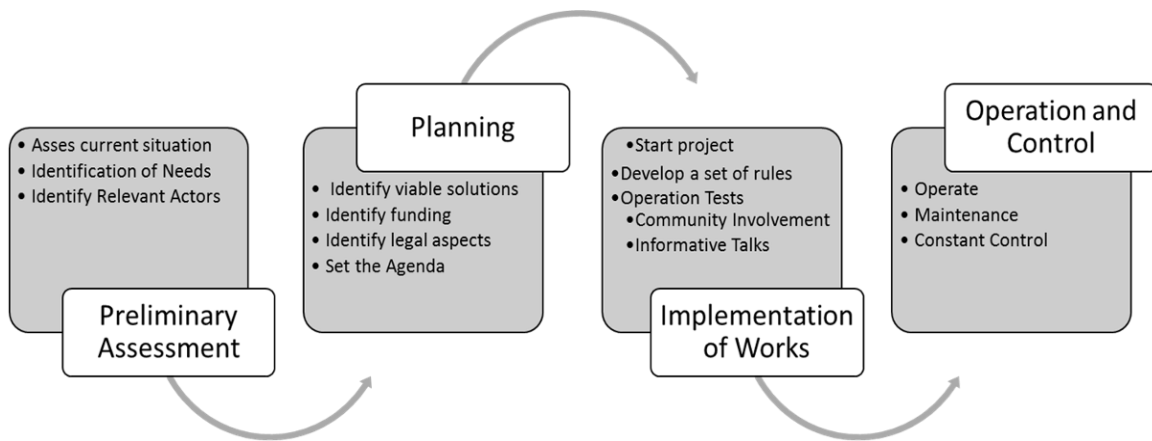 • Asses current situation
• Identification of Needs
• Identify Relevant Actors
Preliminary
Assessment
Planning
• Identify viable solutions
• Identify funding
• Identify legal aspects
• Set the Agenda
•Start project
•Develop a set of rules
•Operation Tests
•Community Involvement
•Informative Talks
Implementation
of Works
Operation and
Control
• Operate
• Maintenance
• Constant Control